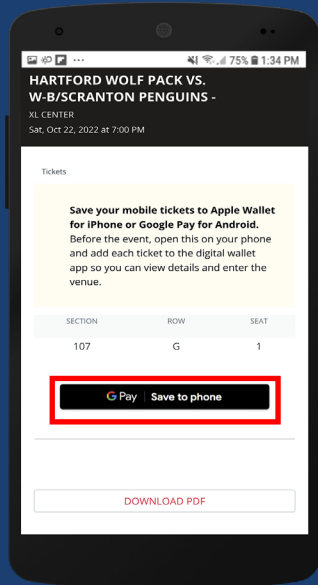 75% 1:34 PM
HARTFORD WOLF PACK VS.
W-B/SCRANTON PENGUINS -
XL CENTER
Sat, Oct 22, 2022 at 7:00 PM
Tickets
Save your mobile tickets to Apple Wallet
for iPhone or Google Pay for Android.
Before the event, open this on your phone
and add each ticket to the digital wallet
app so you can view details and enter the
venue.
SECTION ROW SEAT
107 G 1
G Pay Save to phone
DOWNLOAD PDF